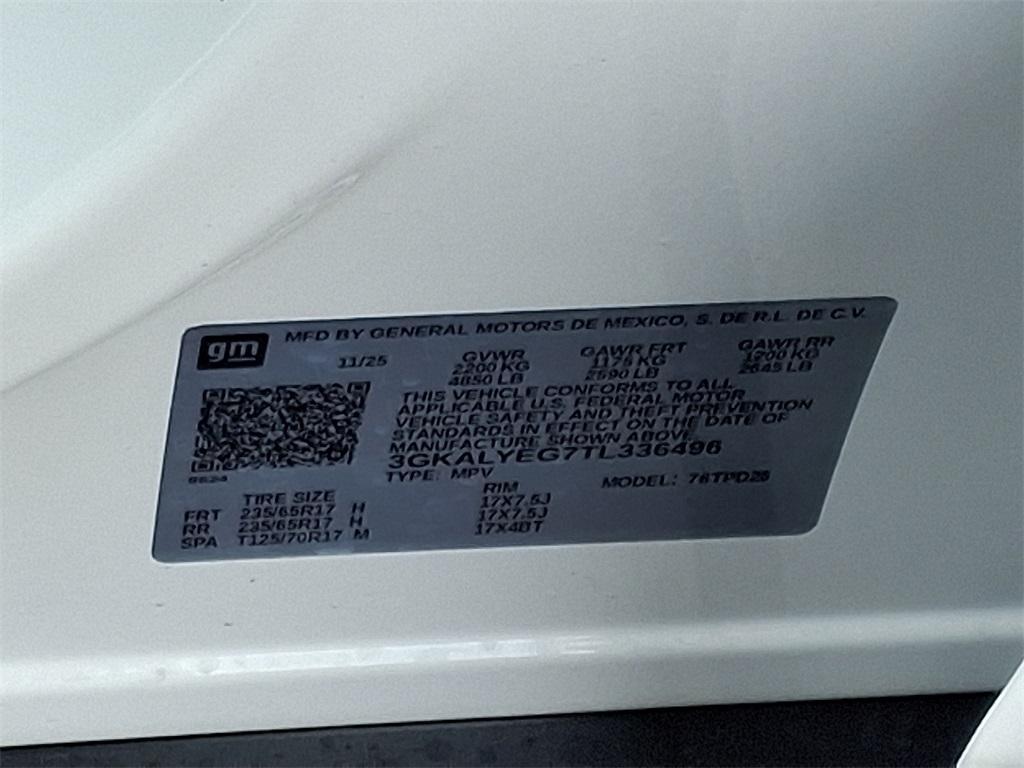 gm MFD BY GENERAL MOTORS DE MEXICO, S. DE R.L. DE C.V.
11/25 GVWR GAWR FRT GAWR RR
2200 KG 1175 KG 1200 KG
4850 LB 2590 LB 2645 LB
THIS VEHICLE CONFORMS TO ALL
APPLICABLE U.S. FEDERAL MOTOR
VEHICLE SAFETY AND THEFT PREVENTION
STANDARDS IN EFFECT ON THE DATE OF
MANUFACTURE SHOWN ABOVE.
3GKALYEG7TL336496
TYPE: MPV MODEL:
TIRE SIZE RIM
FRT 235/65R17 H 17X7.5J
RR 235/65R17 H 17X7.5J
SPA T125/70R17 M 17X4BT